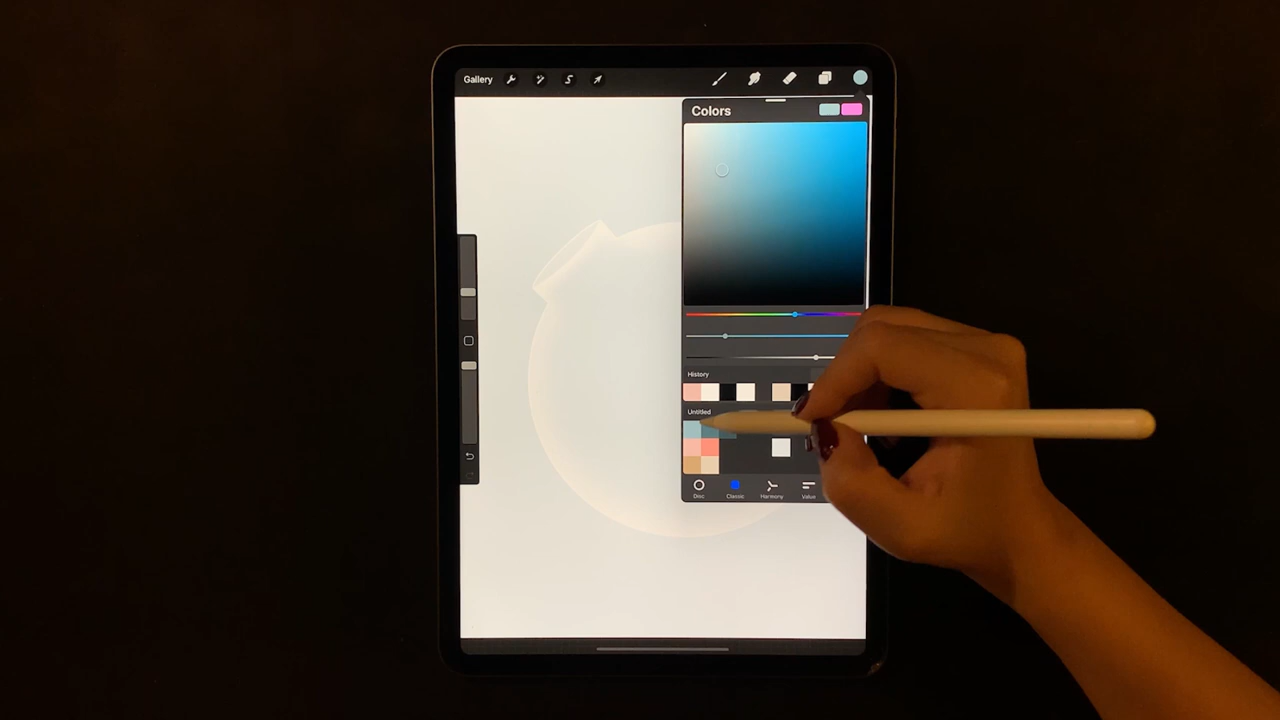 Gallery
Colors
History
Untitled
Disc Classic Harmony Value